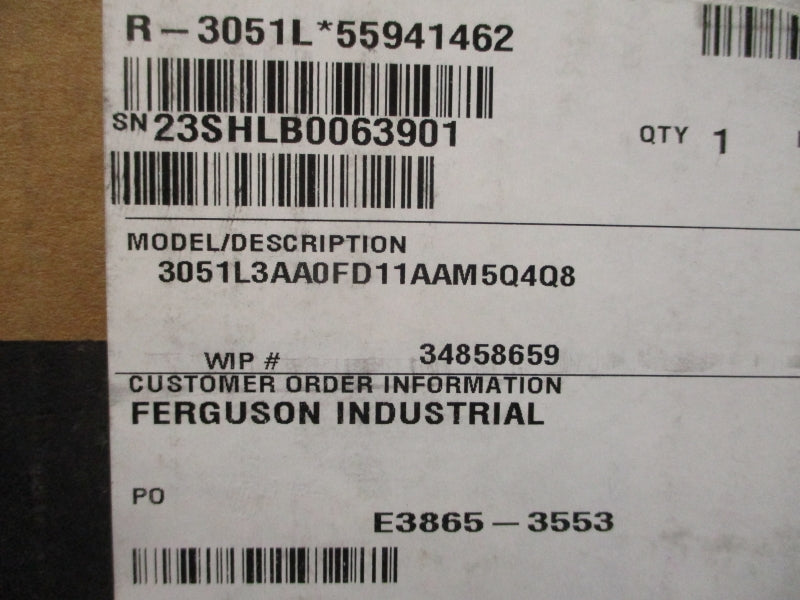 R-3051L*55941462
SN 23SHLB0063901
QTY 1
MODEL/DESCRIPTION
3051L3AA0FD11AAM5Q4Q8
WIP # 34858659
CUSTOMER ORDER INFORMATION
FERGUSON INDUSTRIAL
PO
E3865-3553